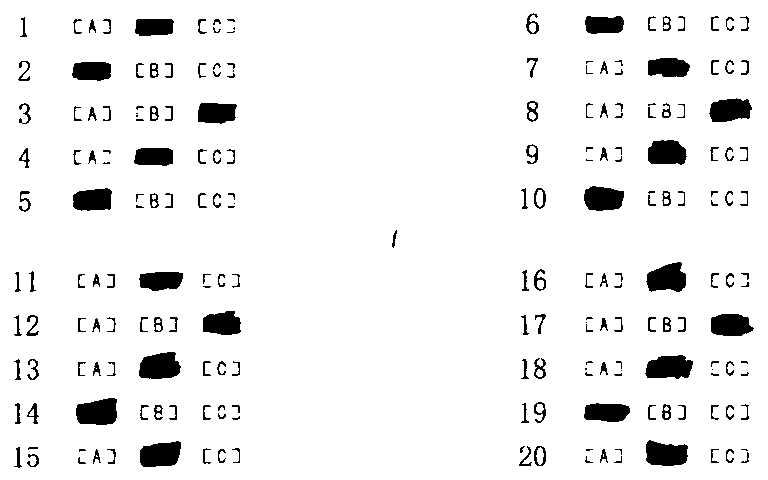 1 [A] [C]
2 [B] [C]
3 [A] [B]
4 [A] [C]
5 [B] [C]
6 [B] [C]
7 [A] [C]
8 [A] [B]
9 [A] [C]
10 [B] [C]
11 [A] [C]
12 [A] [B]
13 [A] [C]
14 [B] [C]
15 [A] [C]
16 [A] [C]
17 [A] [B]
18 [A] [C]
19 [B] [C]
20 [A] [C]